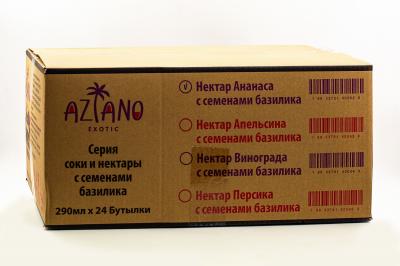 AZIANO
EXOTIC
Серия
соки и нектары
с семенами
базилика
290мл x 24 Бутылки
Нектар Ананаса
с семенами базилика
Нектар Апельсина
с семенами базилика
Нектар Винограда
с семенами базилика
Нектар Персика
с семенами базилика